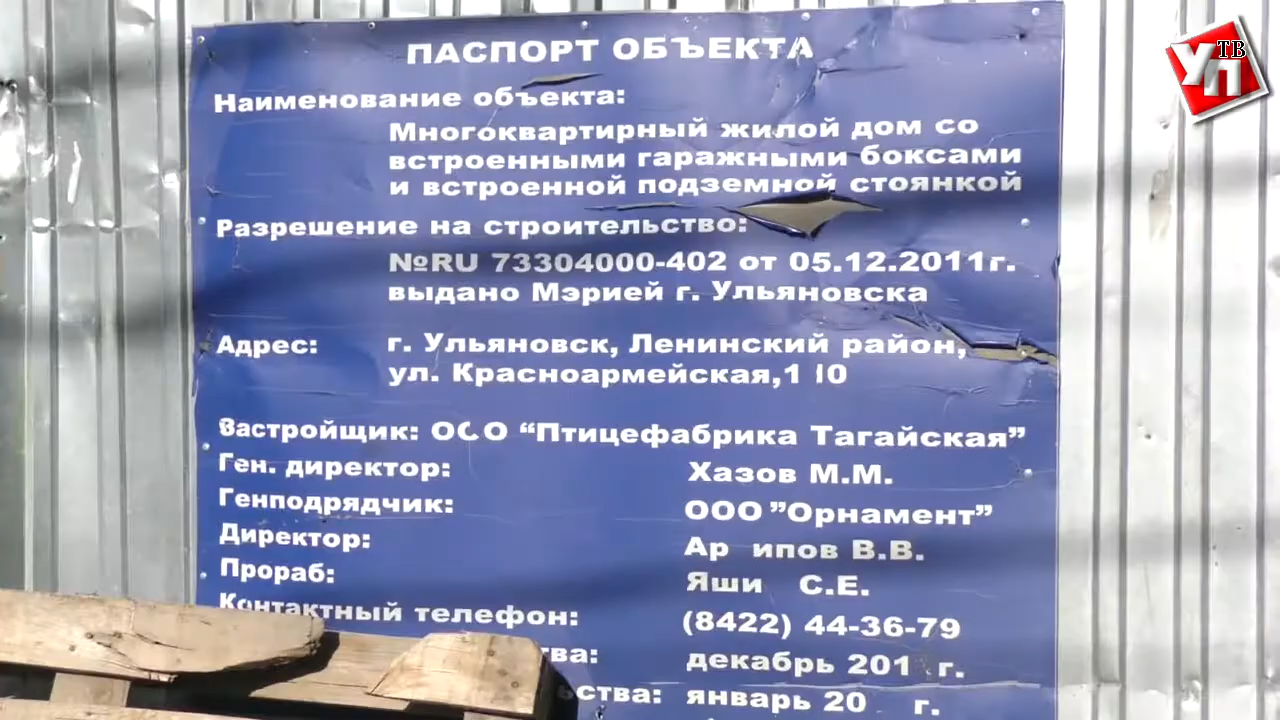 УП ТВ
ПАСПОРТ ОБЪЕКТА
Наименование объекта:
Многоквартирный жилой дом со
встроенными гаражными боксами
и встроенной подземной стоянкой
Разрешение на строительство:
№RU 73304000-402 от 05.12.2011г.
выдано Мэрией г. Ульяновска
Адрес: г. Ульяновск, Ленинский район,
ул. Красноармейская,
Застройщик: ООО “Птицефабрика Тагайская”
Ген. директор: Хазов М.М.
Генподрядчик: ООО ”Орнамент”
Директор: В.В.
Прораб: С.Е.
Контактный телефон: (8422) 44-36-79
декабрь г.
январь г.